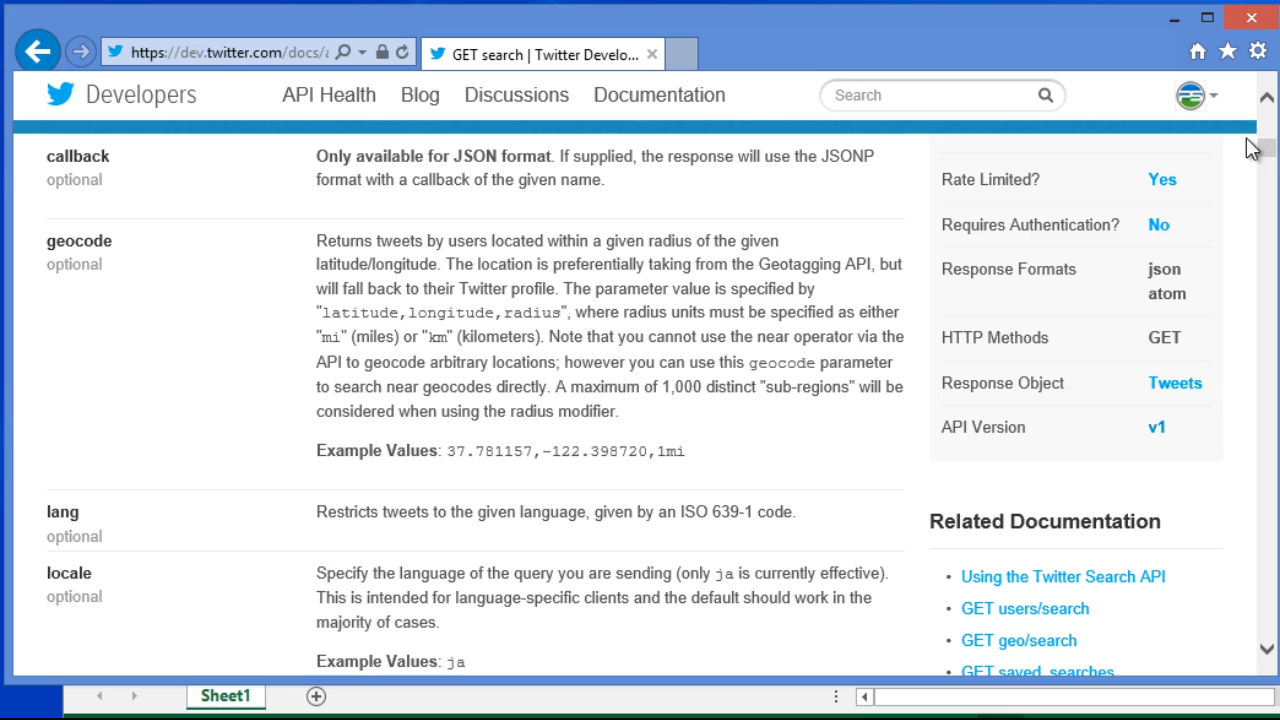 https://dev.twitter.com/docs/a
GET search | Twitter Develo...
Developers
API Health
Blog
Discussions
Documentation
Search
callback
optional
Only available for JSON format. If supplied, the response will use the JSONP
format with a callback of the given name.
geocode
optional
Returns tweets by users located within a given radius of the given
latitude/longitude. The location is preferentially taking from the Geotagging API, but
will fall back to their Twitter profile. The parameter value is specified by
"latitude,longitude,radius", where radius units must be specified as either
"mi" (miles) or "km" (kilometers). Note that you cannot use the near operator via the
API to geocode arbitrary locations; however you can use this geocode parameter
to search near geocodes directly. A maximum of 1,000 distinct "sub-regions" will be
considered when using the radius modifier.
Example Values: 37.781157,-122.398720,1mi
lang
optional
Restricts tweets to the given language, given by an ISO 639-1 code.
locale
optional
Specify the language of the query you are sending (only ja is currently effective).
This is intended for language-specific clients and the default should work in the
majority of cases.
Example Values: ja
Rate Limited? Yes
Requires Authentication? No
Response Formats json
atom
HTTP Methods GET
Response Object Tweets
API Version v1
Related Documentation
• Using the Twitter Search API
• GET users/search
• GET geo/search
GET saved_searches
Sheet1